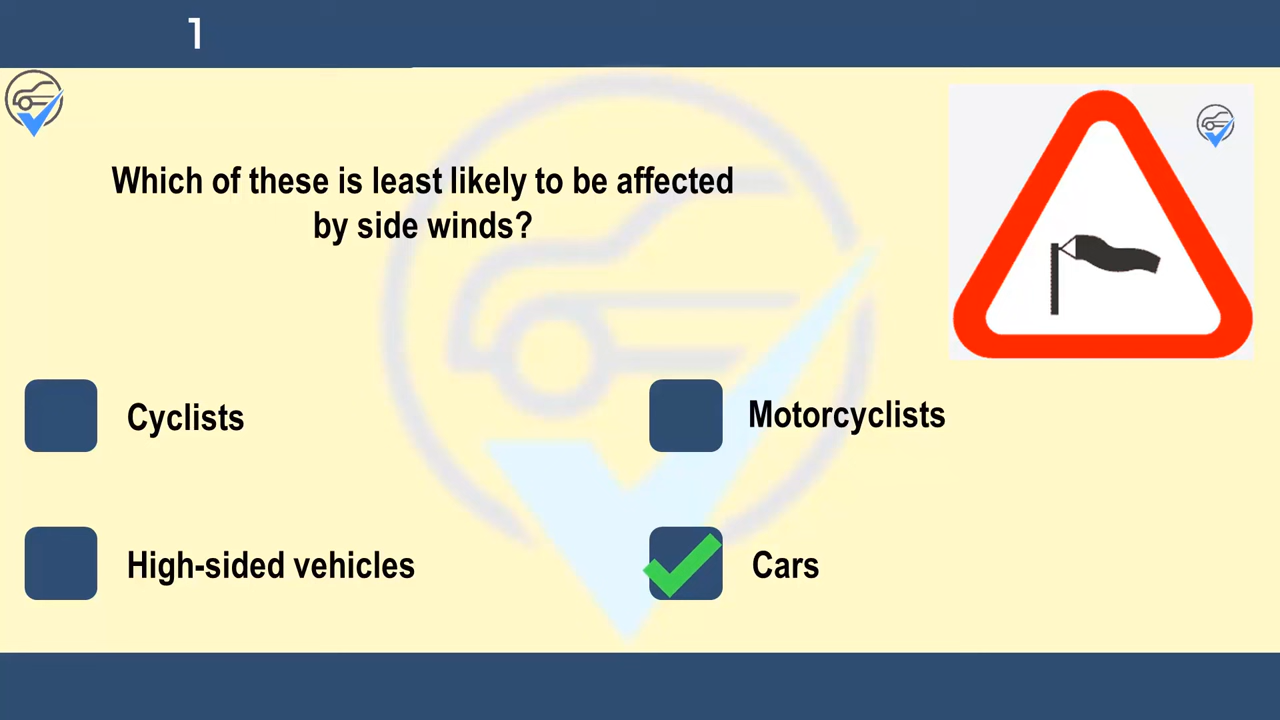 1
Which of these is least likely to be affected
by side winds?
Cyclists
Motorcyclists
High-sided vehicles
Cars